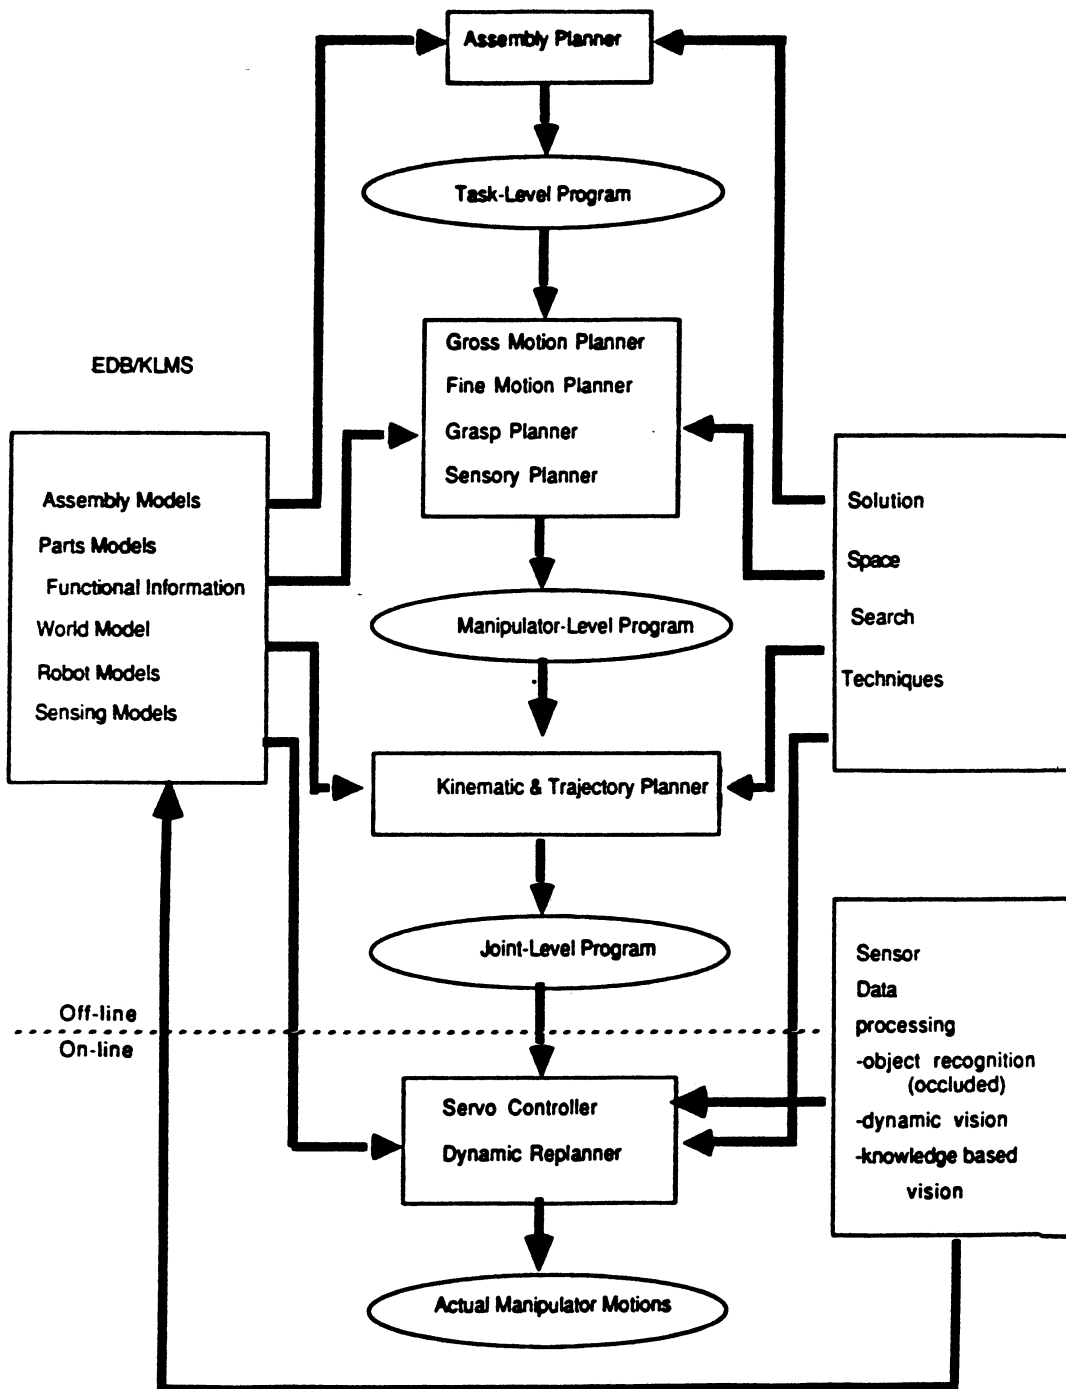 Assembly Planner
Task-Level Program
Gross Motion Planner
Fine Motion Planner
Grasp Planner
Sensory Planner
EDB/KLMS
Assembly Models
Parts Models
Functional Information
World Model
Robot Models
Sensing Models
Solution
Space
Search
Techniques
Manipulator-Level Program
Kinematic & Trajectory Planner
Joint-Level Program
Off-line
On-line
Sensor
Data
processing
-object recognition
(occluded)
-dynamic vision
-knowledge based
vision
Servo Controller
Dynamic Replanner
Actual Manipulator Motions